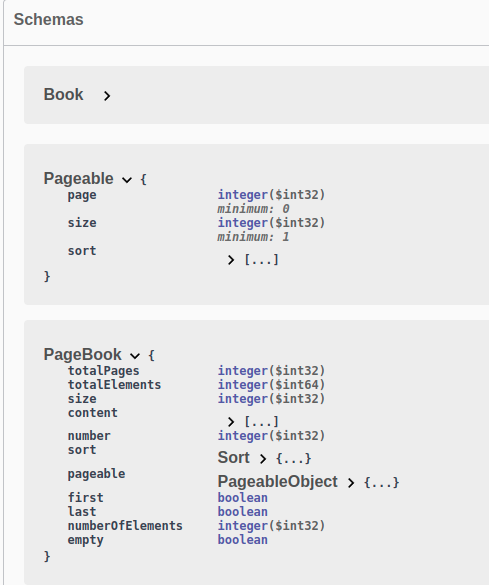 Schemas
Book >
Pageable {
page integer($int32)
minimum: 0
size integer($int32)
minimum: 1
sort > [...]
}
PageBook {
totalPages integer($int32)
totalElements integer($int64)
size integer($int32)
content > [...]
number integer($int32)
sort Sort > {...}
pageable PageableObject > {...}
first boolean
last boolean
numberOfElements integer($int32)
empty boolean
}